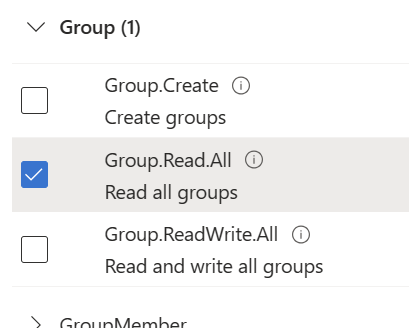 Group (1)
Group.Create
Create groups
Group.Read.All
Read all groups
Group.ReadWrite.All
Read and write all groups
GroupMember